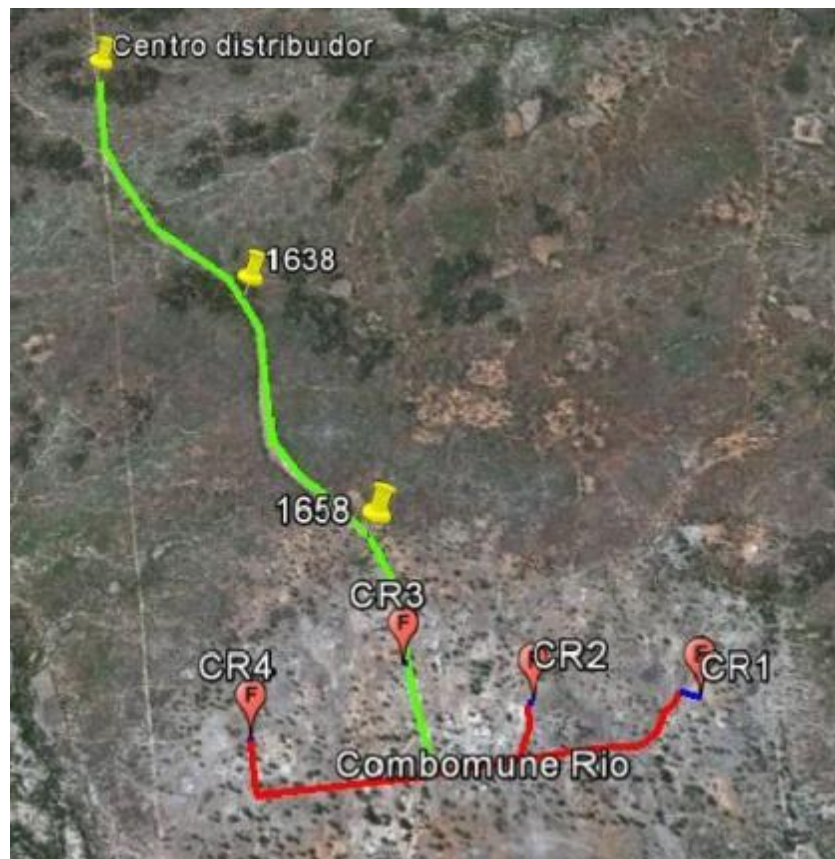 Centro distribuidor
1638
1658
CR3
F
CR2
F
CR1
CR4
F
Combomune Rio